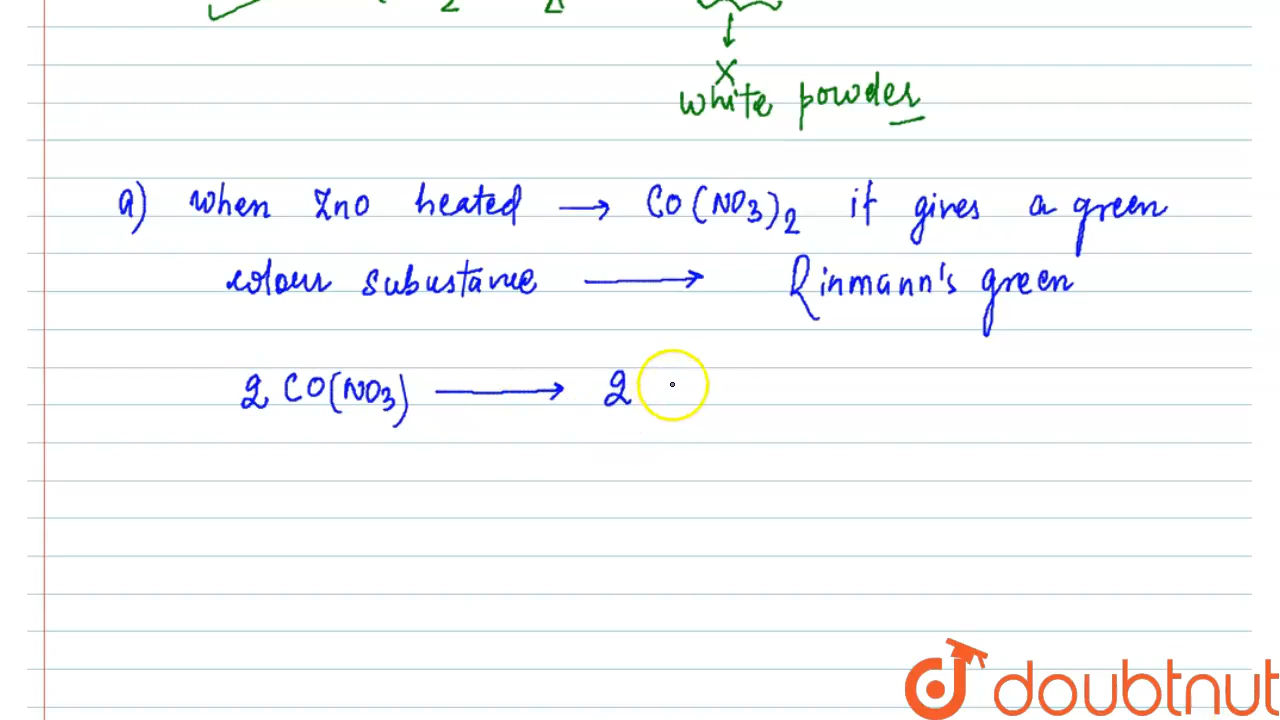 2 Δ
X
white powder
a) when ZnO heated → CO(NO3)2 it gives a green
colour subustance → Rinmann's green
2 CO(NO3) → 2
doubtnut